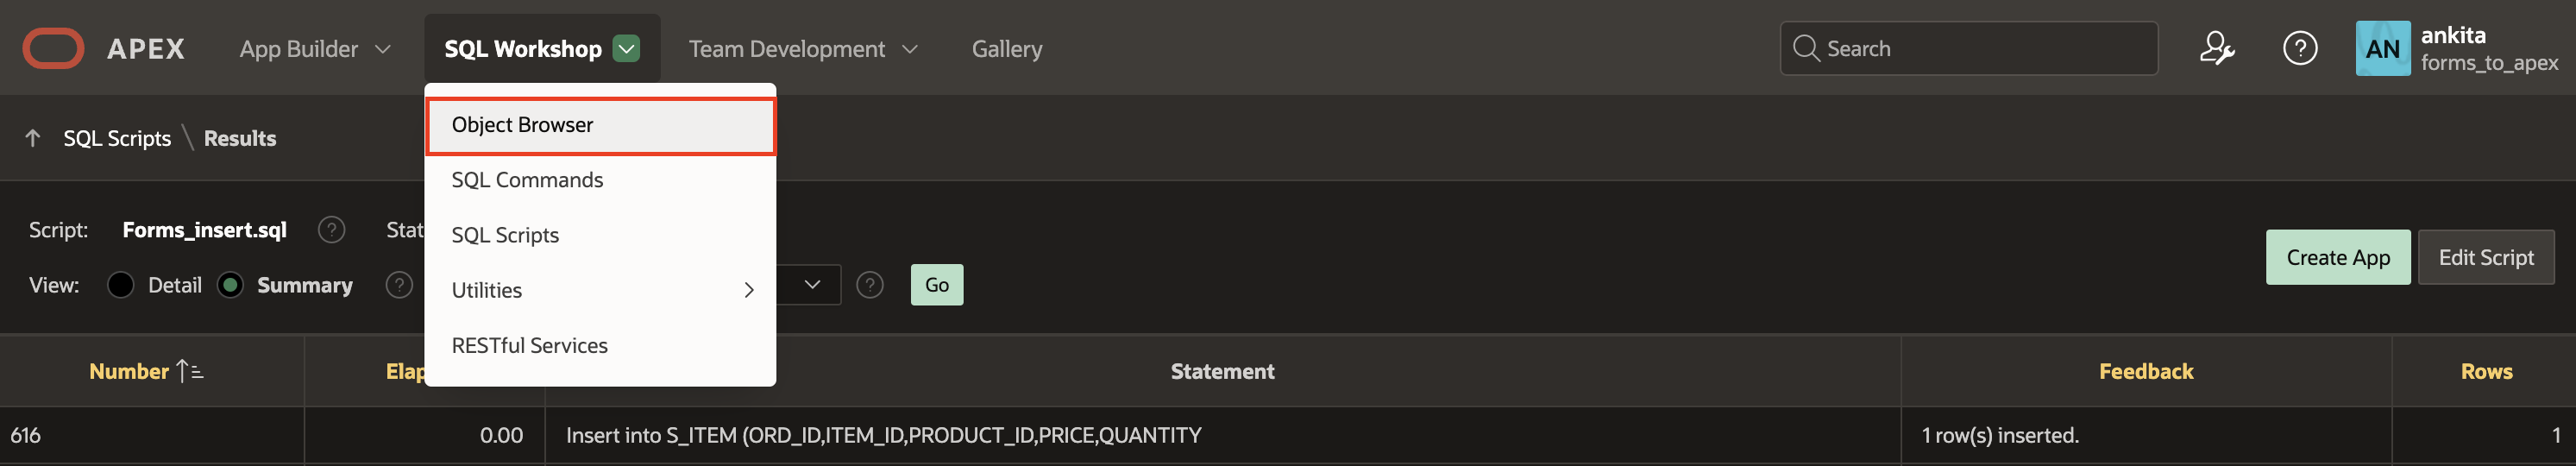 APEX App Builder SQL Workshop Team Development Gallery Search AN ankita
forms_to_apex
Object Browser
SQL Scripts \ Results
SQL Commands
Script: Forms_insert.sql ? Stat
SQL Scripts
Create App Edit Script
View: Detail Summary ? ? Go
Utilities
RESTful Services
Number Elap Statement Feedback Rows
616 0.00 Insert into S_ITEM (ORD_ID,ITEM_ID,PRODUCT_ID,PRICE,QUANTITY 1 row(s) inserted. 1